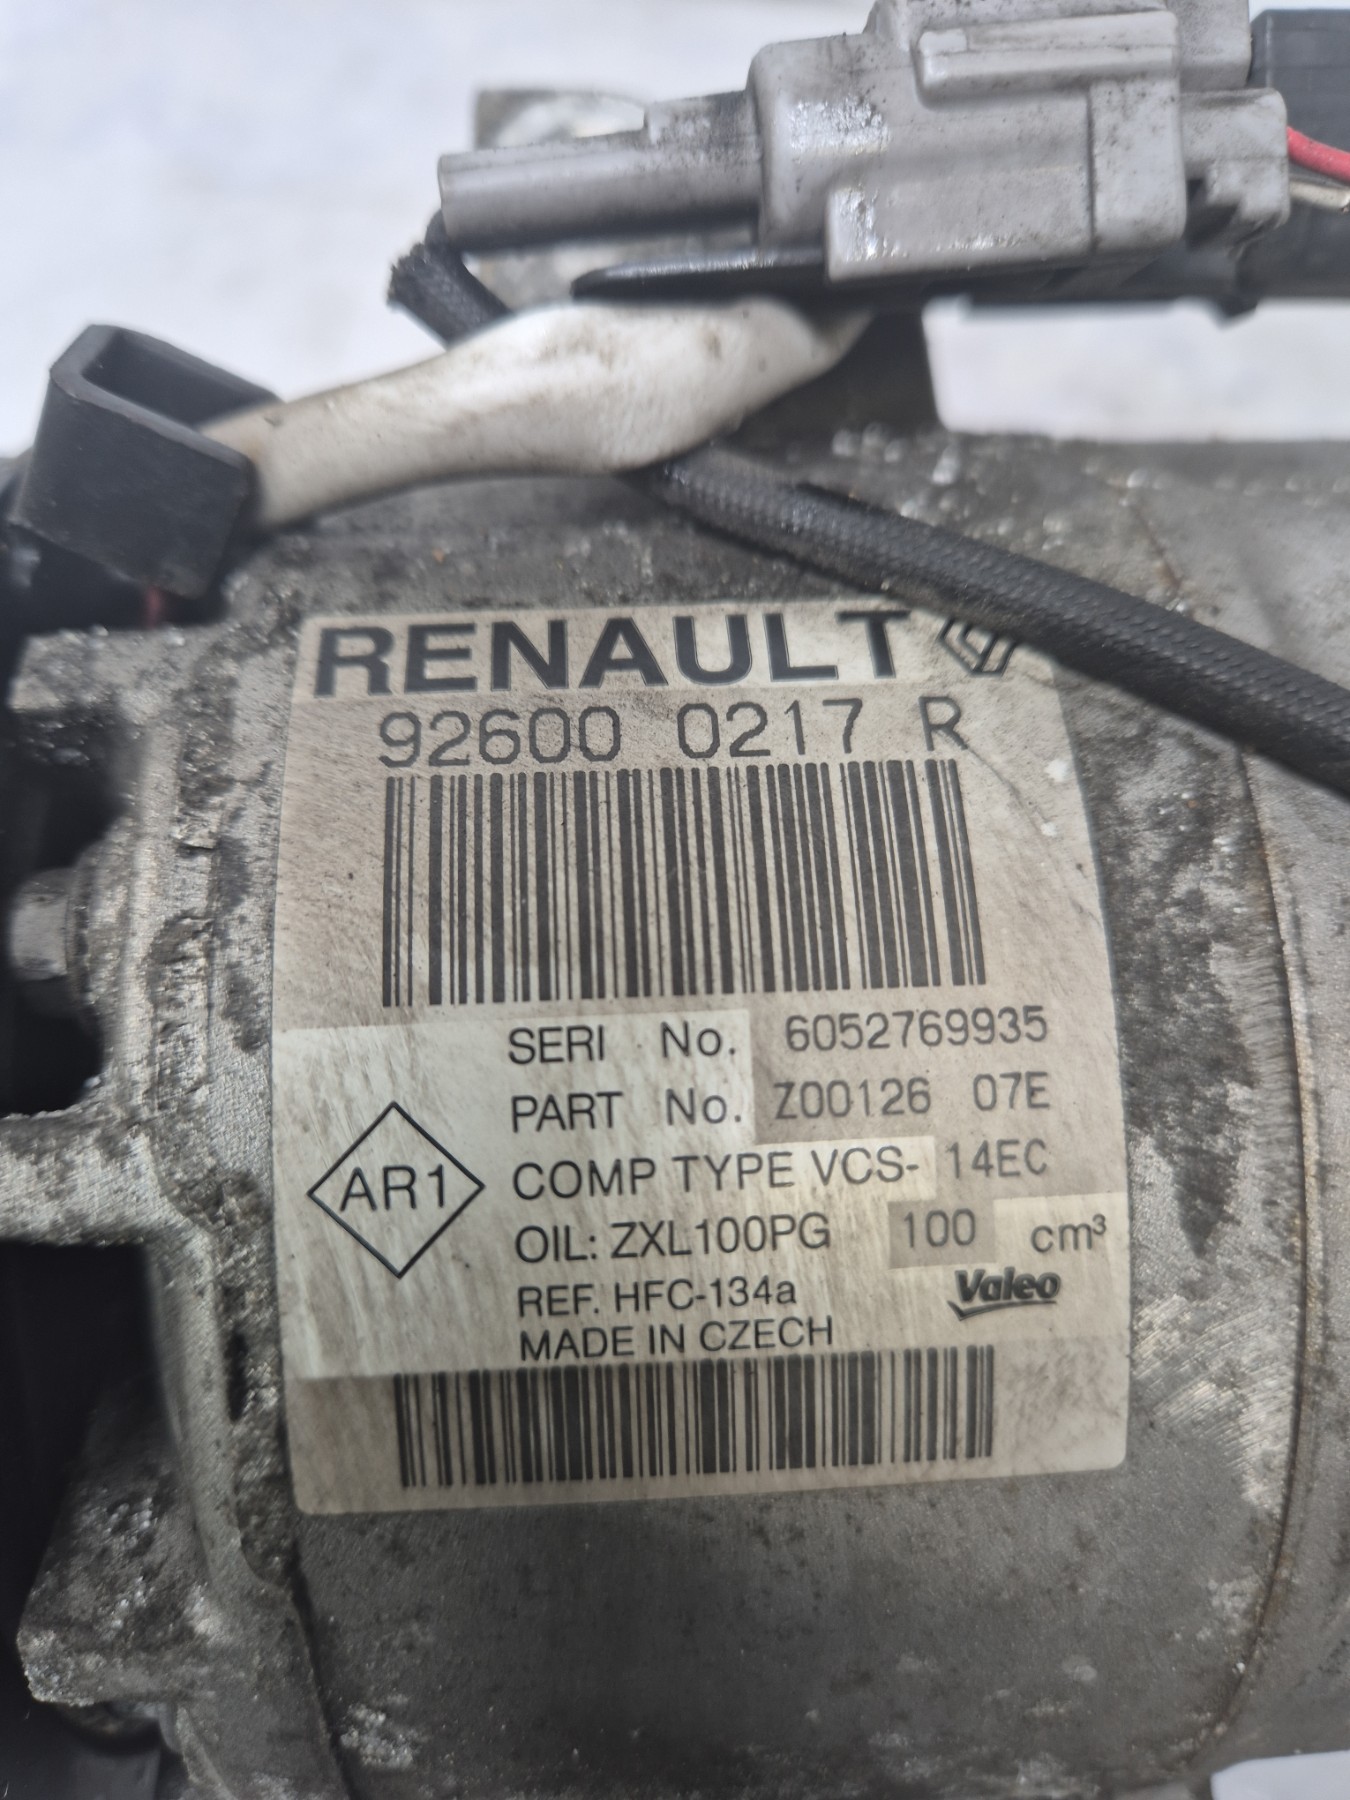 RENAULT
92600 0217 R
SERI No. 6052769935
PART No. Z00126 07E
AR1
COMP TYPE VCS- 14EC
OIL: ZXL100PG 100 cm³
REF. HFC-134a
Valeo
MADE IN CZECH